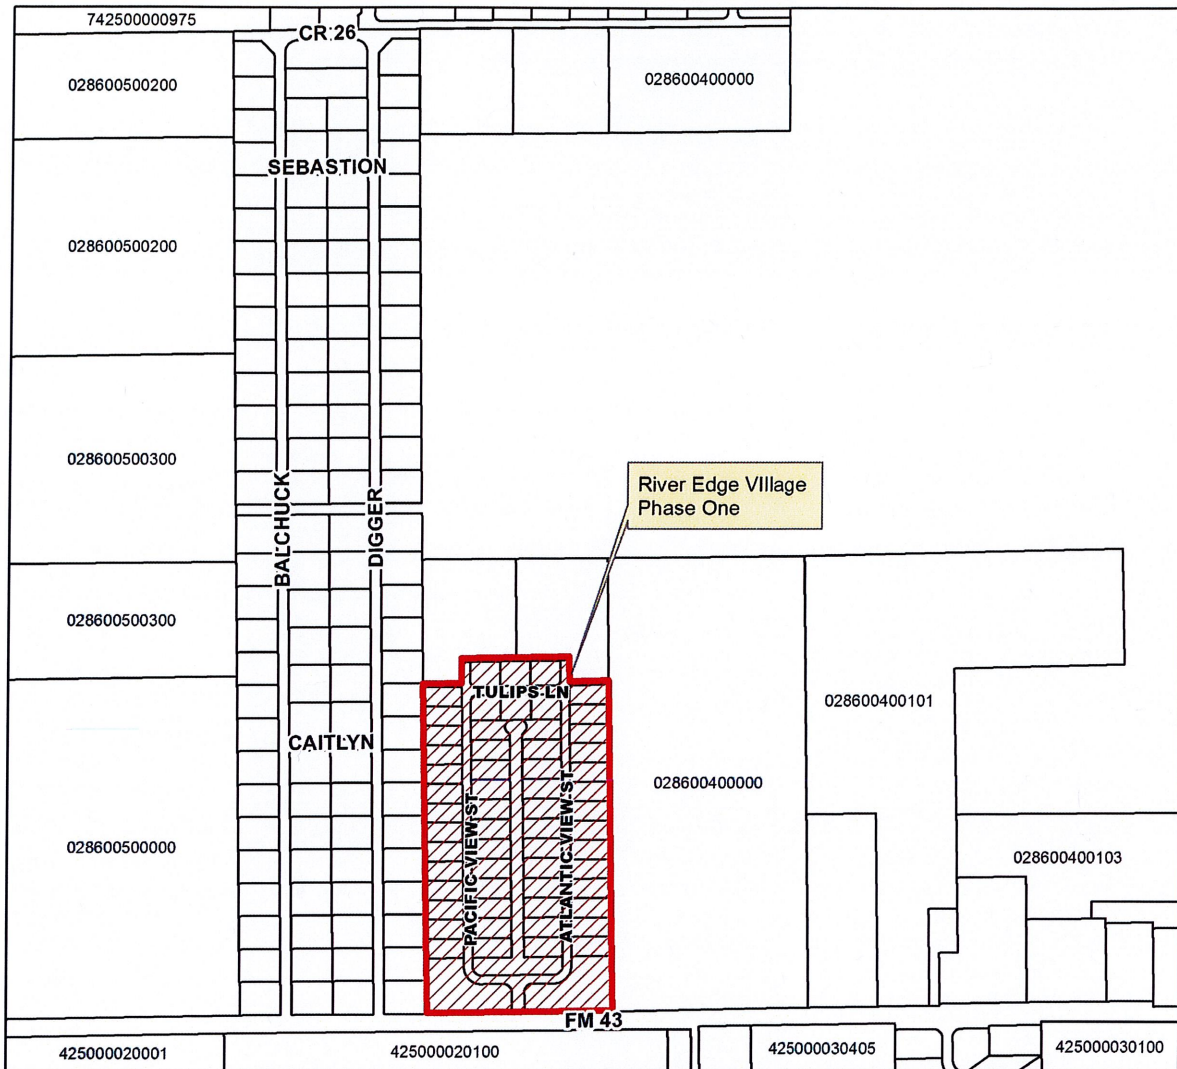 742500000975
CR 26
028600500200
028600400000
SEBASTION
028600500200
028600500300
River Edge VIllage
Phase One
BALCHUCK
DIGGER
028600500300
TULIPS LN
028600400101
CAITLYN
028600400000
028600500000
PACIFIC VIEW ST
ATLANTIC VIEW ST
028600400103
FM 43
425000020001
425000020100
425000030405
425000030100